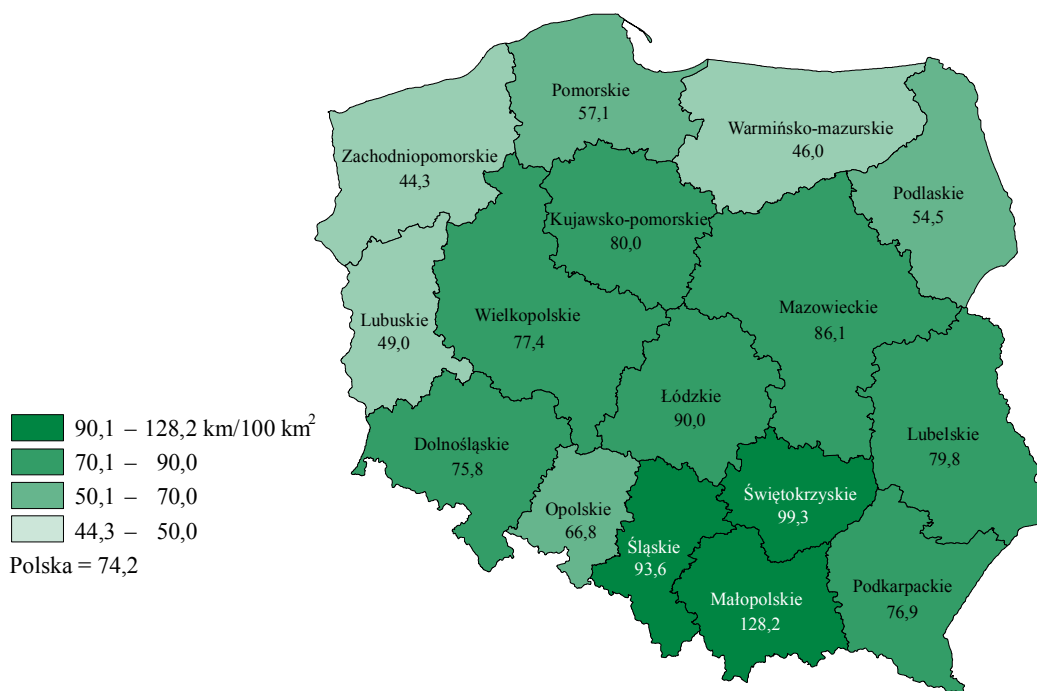 Pomorskie
57,1
Warmińsko-mazurskie
46,0
Zachodniopomorskie
44,3
Podlaskie
54,5
Kujawsko-pomorskie
80,0
Mazowieckie
86,1
Wielkopolskie
77,4
Lubuskie
49,0
Łódzkie
90,0
Lubelskie
79,8
Dolnośląskie
75,8
Opolskie
66,8
Świętokrzyskie
99,3
Śląskie
93,6
Małopolskie
128,2
Podkarpackie
76,9
90,1 – 128,2 km/100 km²
70,1 – 90,0
50,1 – 70,0
44,3 – 50,0
Polska = 74,2